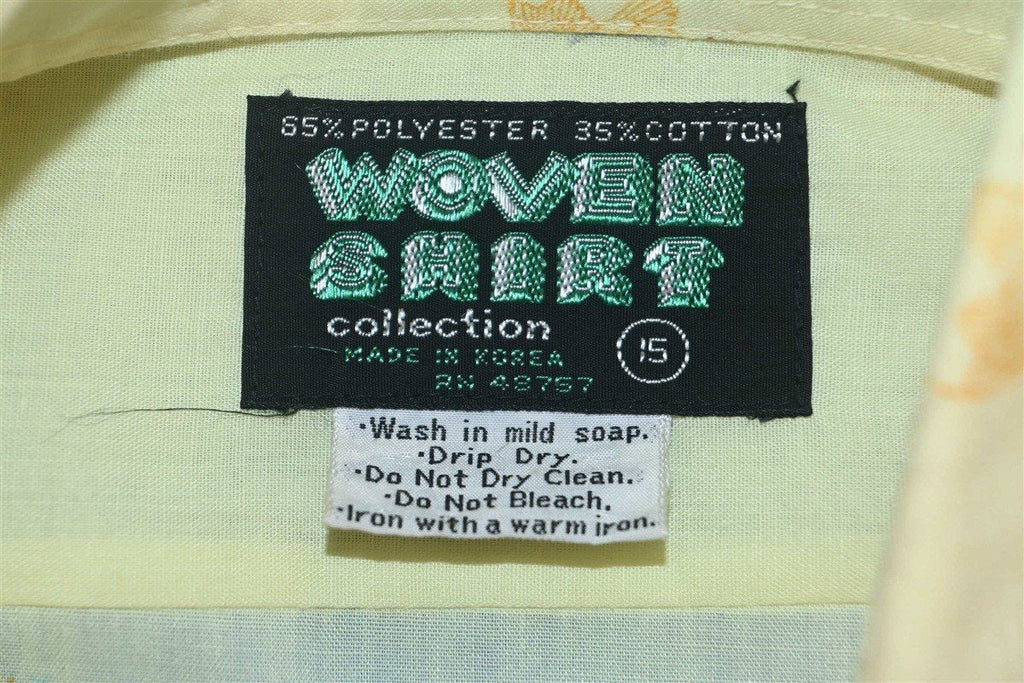 65% POLYESTER 35% COTTON
WOVEN
SHIRT
collection
MADE IN KOREA
15
RN 48757
·Wash in mild soap.
·Drip Dry.
·Do Not Dry Clean.
·Do Not Bleach.
·Iron with a warm iron.